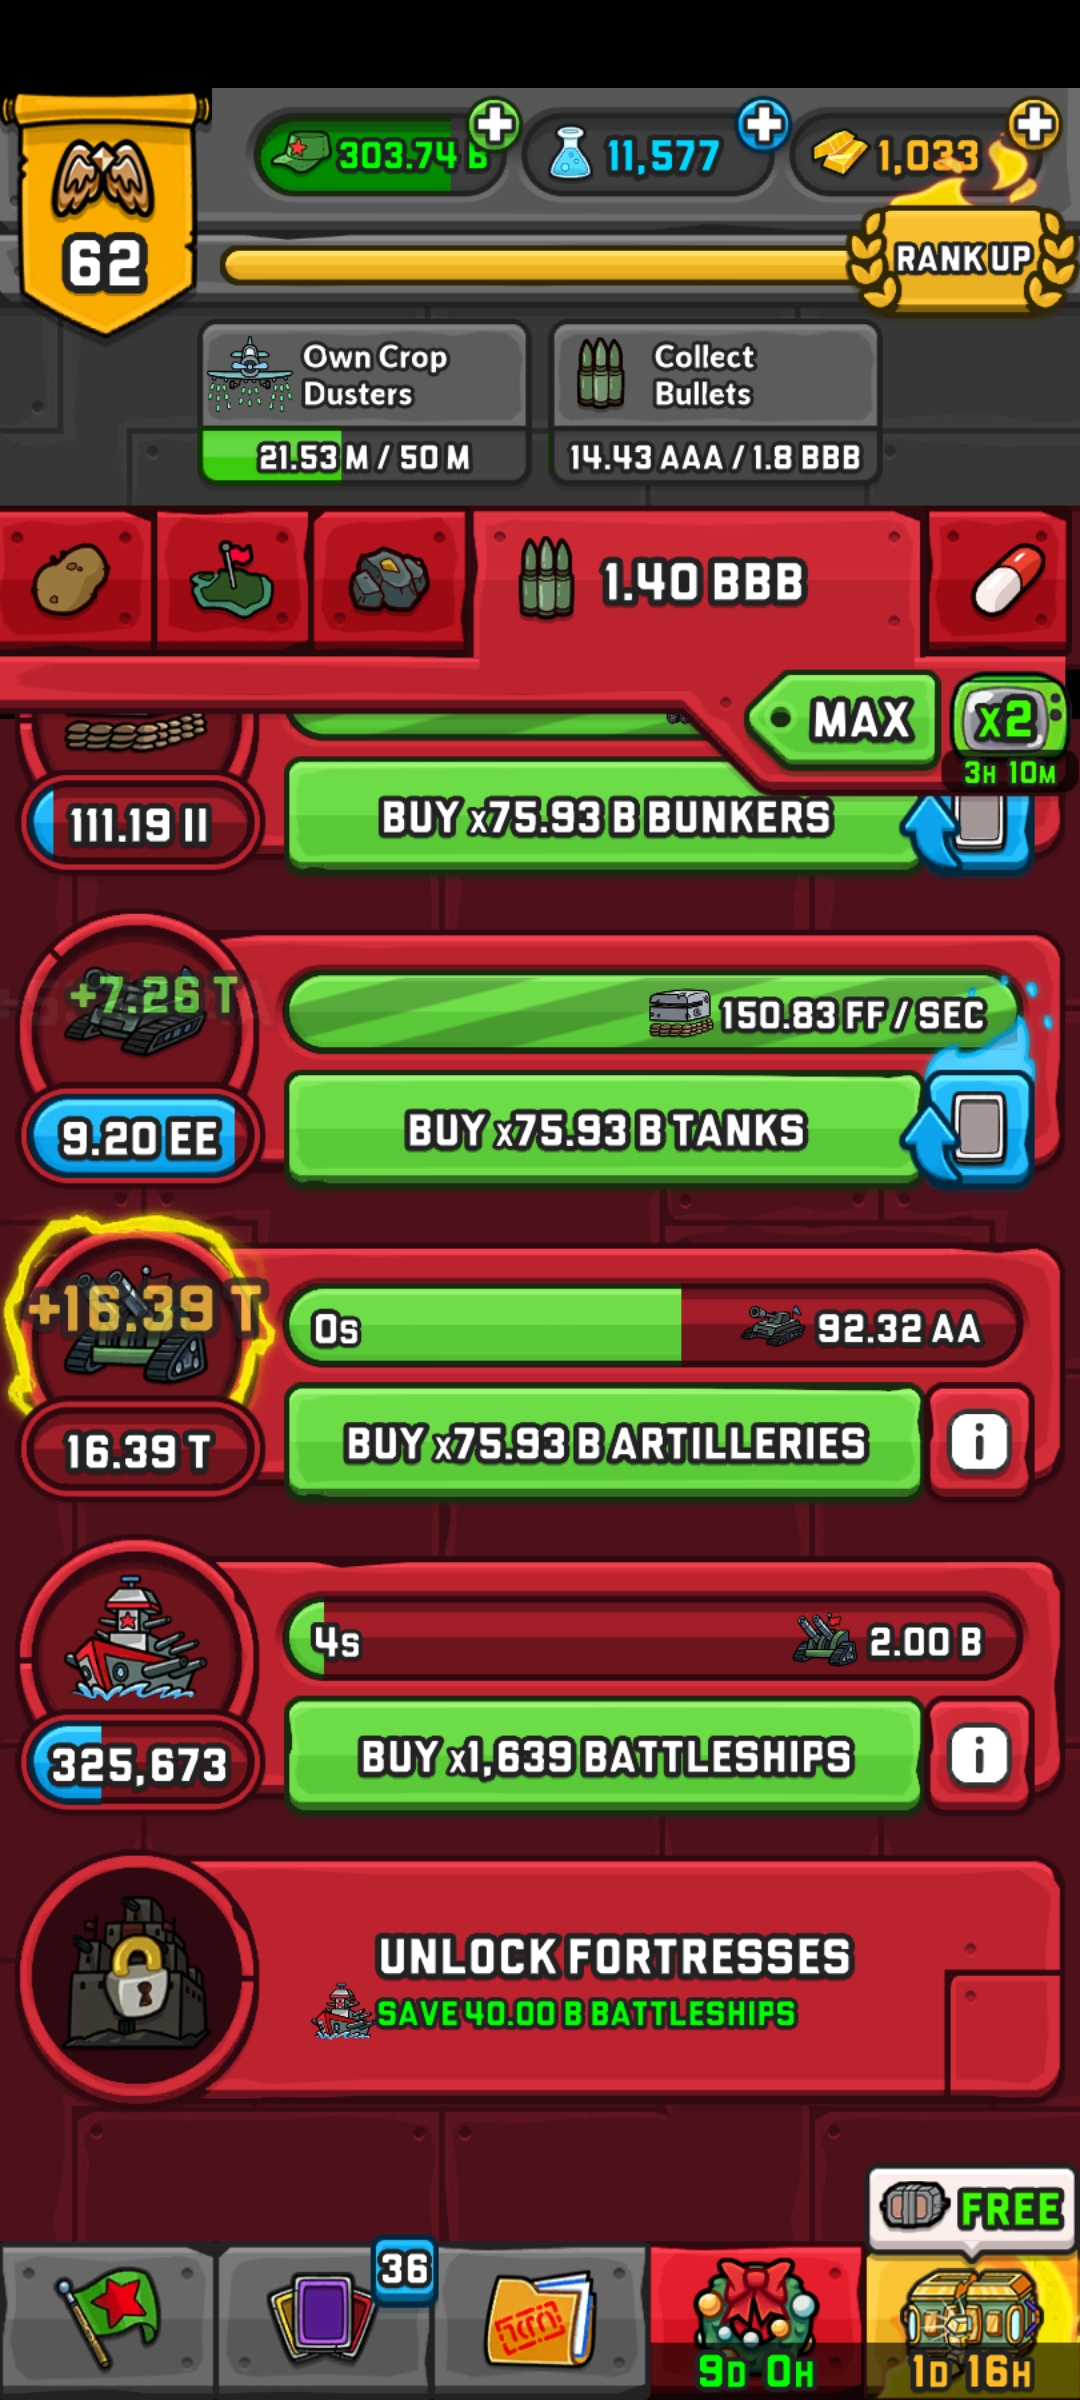 303.74 B
11,577
1,033
62
RANK UP
Own Crop
Dusters
21.53 M / 50 M
Collect
Bullets
14.43 AAA / 1.8 BBB
1.40 BBB
MAX
x2
3H 10M
111.19 II
BUY x75.93 B BUNKERS
+7.26 T
150.83 FF / SEC
9.20 EE
BUY x75.93 B TANKS
+16.39 T
0s
92.32 AA
16.39 T
BUY x75.93 B ARTILLERIES
i
4s
2.00 B
325,673
BUY x1,639 BATTLESHIPS
i
UNLOCK FORTRESSES
SAVE 40.00 B BATTLESHIPS
FREE
36
9D 0H
1D 16H